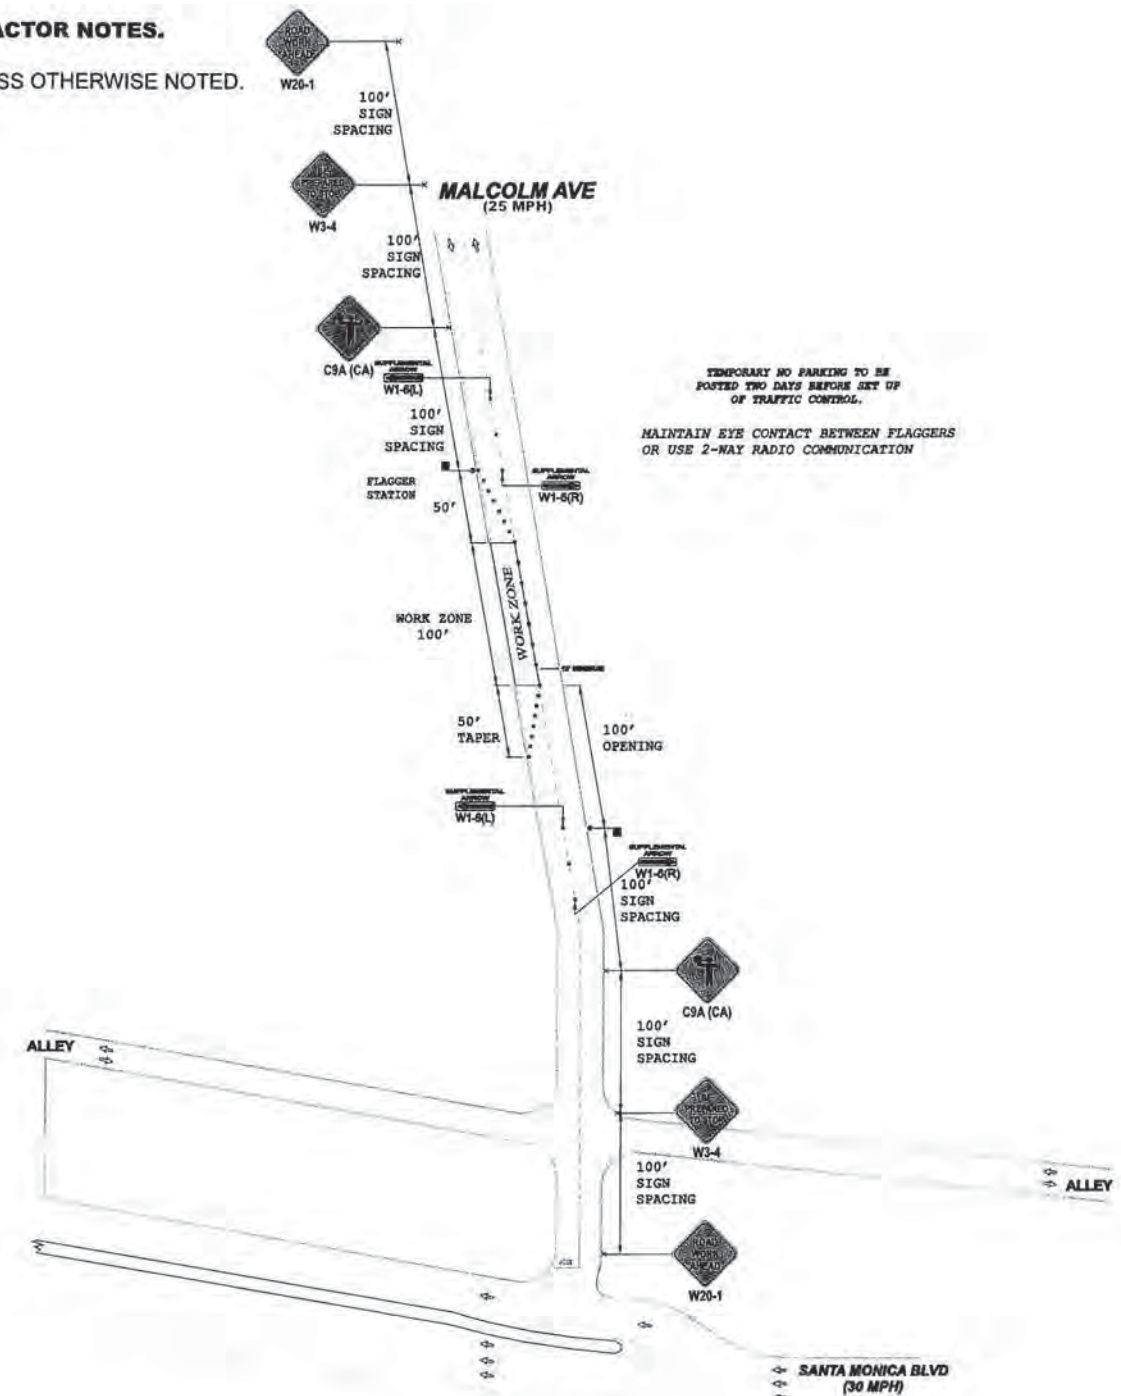 ACTOR NOTES.
SS OTHERWISE NOTED.
ROAD
WORK
AHEAD
W20-1
100'
SIGN
SPACING
BE
PREPARED
TO STOP
W3-4
MALCOLM AVE
(25 MPH)
100'
SIGN
SPACING
C9A (CA)
SUPPLEMENTAL
ARROW
W1-6(L)
100'
SIGN
SPACING
TEMPORARY NO PARKING TO BE
POSTED TWO DAYS BEFORE SET UP
OF TRAFFIC CONTROL.
MAINTAIN EYE CONTACT BETWEEN FLAGGERS
OR USE 2-WAY RADIO COMMUNICATION
FLAGGER
STATION
50'
SUPPLEMENTAL
ARROW
W1-6(R)
WORK ZONE
WORK ZONE
100'
10' MINIMUM
50'
TAPER
100'
OPENING
SUPPLEMENTAL
ARROW
W1-6(L)
SUPPLEMENTAL
ARROW
W1-6(R)
100'
SIGN
SPACING
C9A (CA)
100'
SIGN
SPACING
ALLEY
BE
PREPARED
TO STOP
W3-4
100'
SIGN
SPACING
ALLEY
ROAD
WORK
AHEAD
W20-1
SANTA MONICA BLVD
(30 MPH)